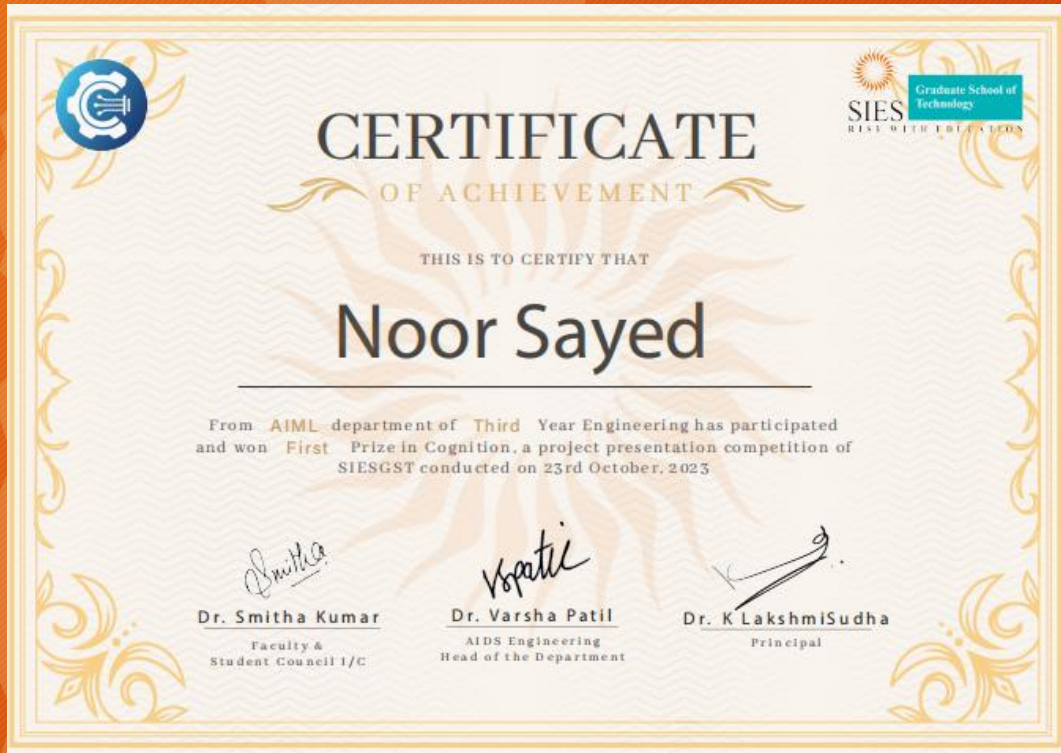 SIES
Graduate School of
Technology
RISE WITH EDUCATION
CERTIFICATE
OF ACHIEVEMENT
THIS IS TO CERTIFY THAT
Noor Sayed
From AIML department of Third Year Engineering has participated
and won First Prize in Cognition, a project presentation competition of
SIESGST conducted on 23rd October, 2023
Smitha
Vspatil
Dr. Smitha Kumar
Dr. Varsha Patil
Dr. K LakshmiSudha
Faculty &
Student Council I/C
AIDS Engineering
Head of the Department
Principal